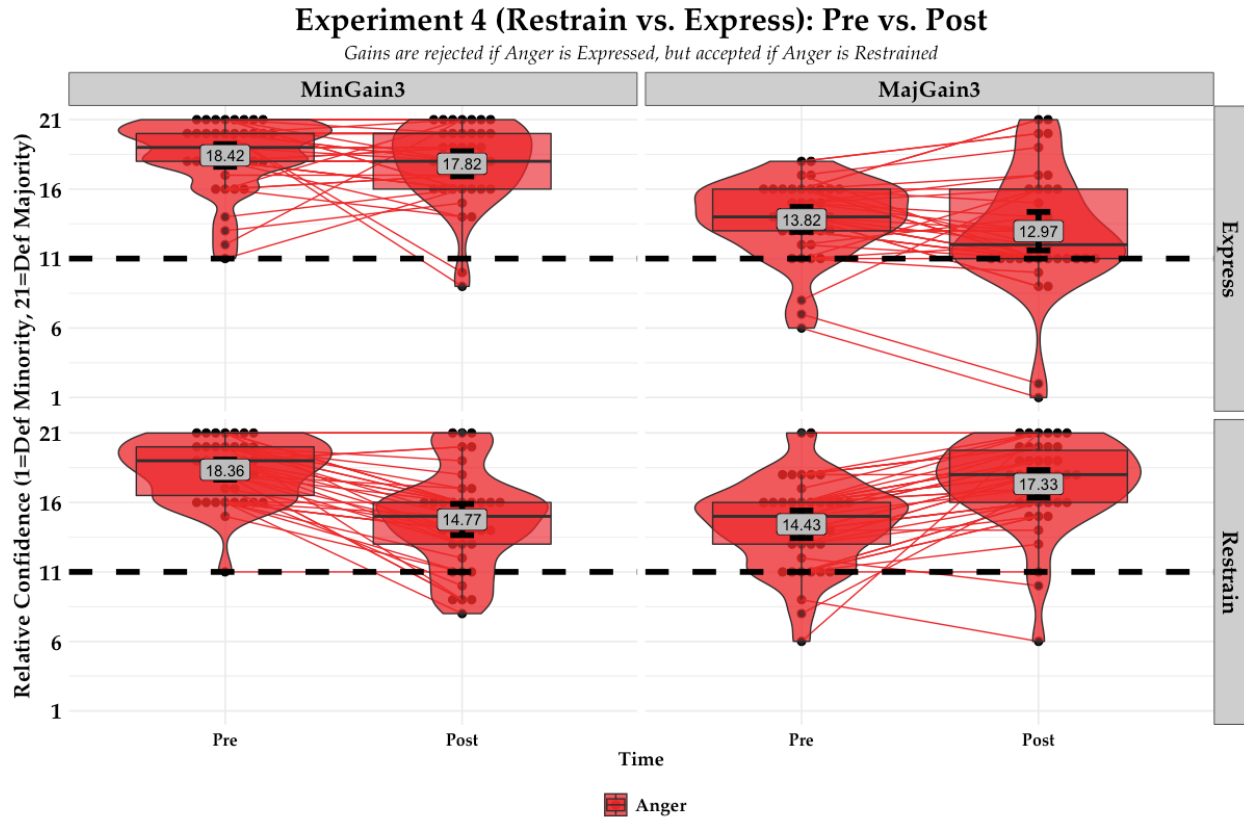 Experiment 4 (Restrain vs. Express): Pre vs. Post
Gains are rejected if Anger is Expressed, but accepted if Anger is Restrained
MinGain3
MajGain3
Relative Confidence (1=Def Minority, 21=Def Majority)
21
16
11
6
1
18.42
17.82
13.82
12.97
Express
21
16
11
6
1
18.36
14.77
14.43
17.33
Restrain
Pre
Post
Pre
Post
Time
Anger